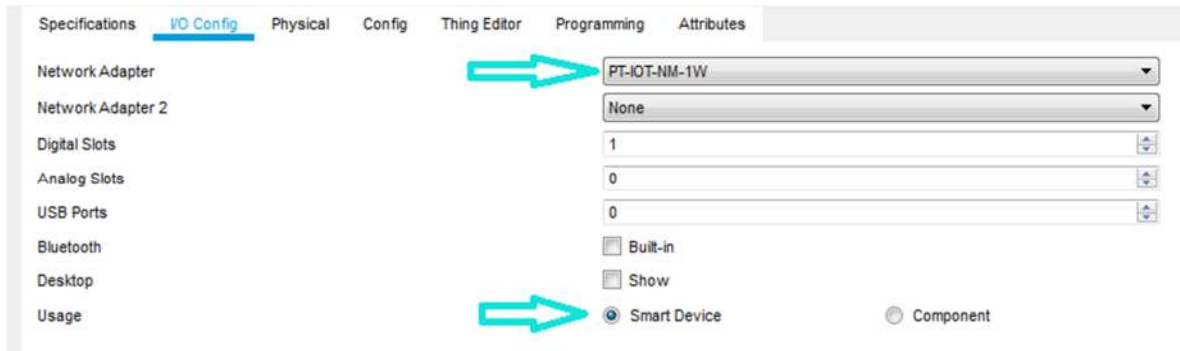 Specifications I/O Config Physical Config Thing Editor Programming Attributes
Network Adapter PT-IOT-NM-1W
Network Adapter 2 None
Digital Slots 1
Analog Slots 0
USB Ports 0
Bluetooth Built-in
Desktop Show
Usage Smart Device Component